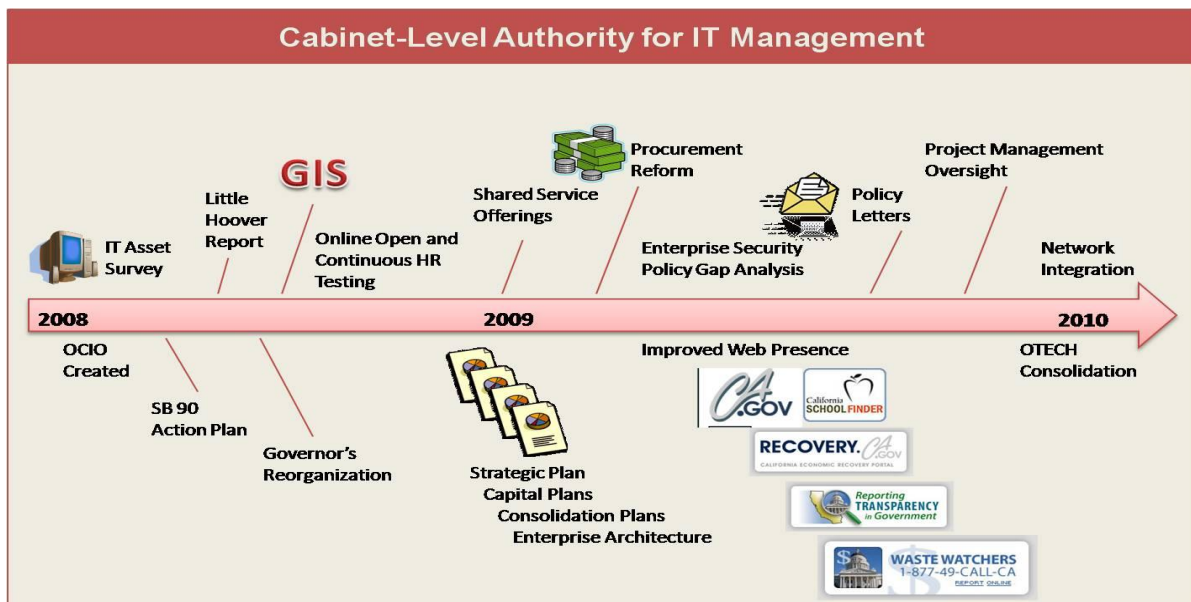 Cabinet-Level Authority for IT Management
IT Asset
Survey
Little
Hoover
Report
GIS
Online Open and
Continuous HR
Testing
Shared Service
Offerings
Procurement
Reform
Enterprise Security
Policy Gap Analysis
Policy
Letters
Project Management
Oversight
Network
Integration
2008
2009
2010
OCIO
Created
SB 90
Action Plan
Governor's
Reorganization
Strategic Plan
Capital Plans
Consolidation Plans
Enterprise Architecture
Improved Web Presence
CA.GOV
California
SCHOOLFINDER
RECOVERY.CA.GOV
CALIFORNIA ECONOMIC RECOVERY PORTAL
Reporting
TRANSPARENCY
in Government
WASTE WATCHERS
1-877-49-CALL-CA
REPORT ONLINE
OTECH
Consolidation